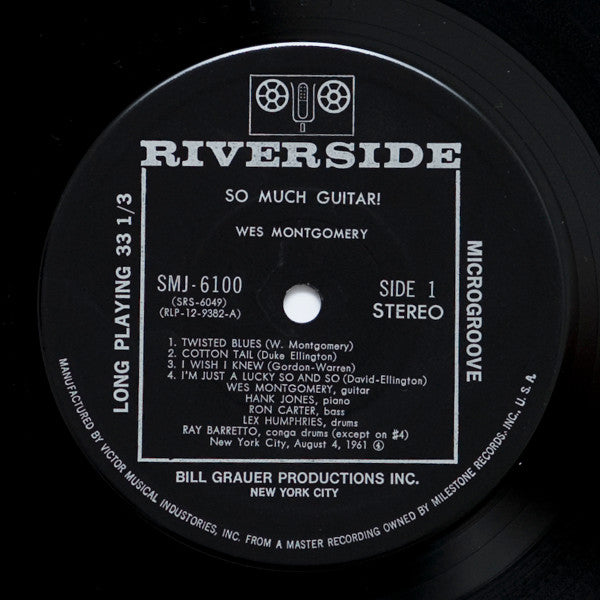 RIVERSIDE
SO MUCH GUITAR!
WES MONTGOMERY
LONG PLAYING 33 1/3
MICROGROOVE
SMJ-6100
(SRS-6049)
(RLP-12-9382-A)
SIDE 1
STEREO
1. TWISTED BLUES (W. Montgomery)
2. COTTON TAIL (Duke Ellington)
3. I WISH I KNEW (Gordon-Warren)
4. I'M JUST A LUCKY SO AND SO (David-Ellington)
WES MONTGOMERY, guitar
HANK JONES, piano
RON CARTER, bass
LEX HUMPHRIES, drums
RAY BARRETTO, conga drums (except on #4)
New York City, August 4, 1961
BILL GRAUER PRODUCTIONS INC.
NEW YORK CITY
MANUFACTURED BY VICTOR MUSICAL INDUSTORIES, INC. FROM A MASTER RECORDING OWNED BY MILESTONE RECORDS, INC., U. S. A.